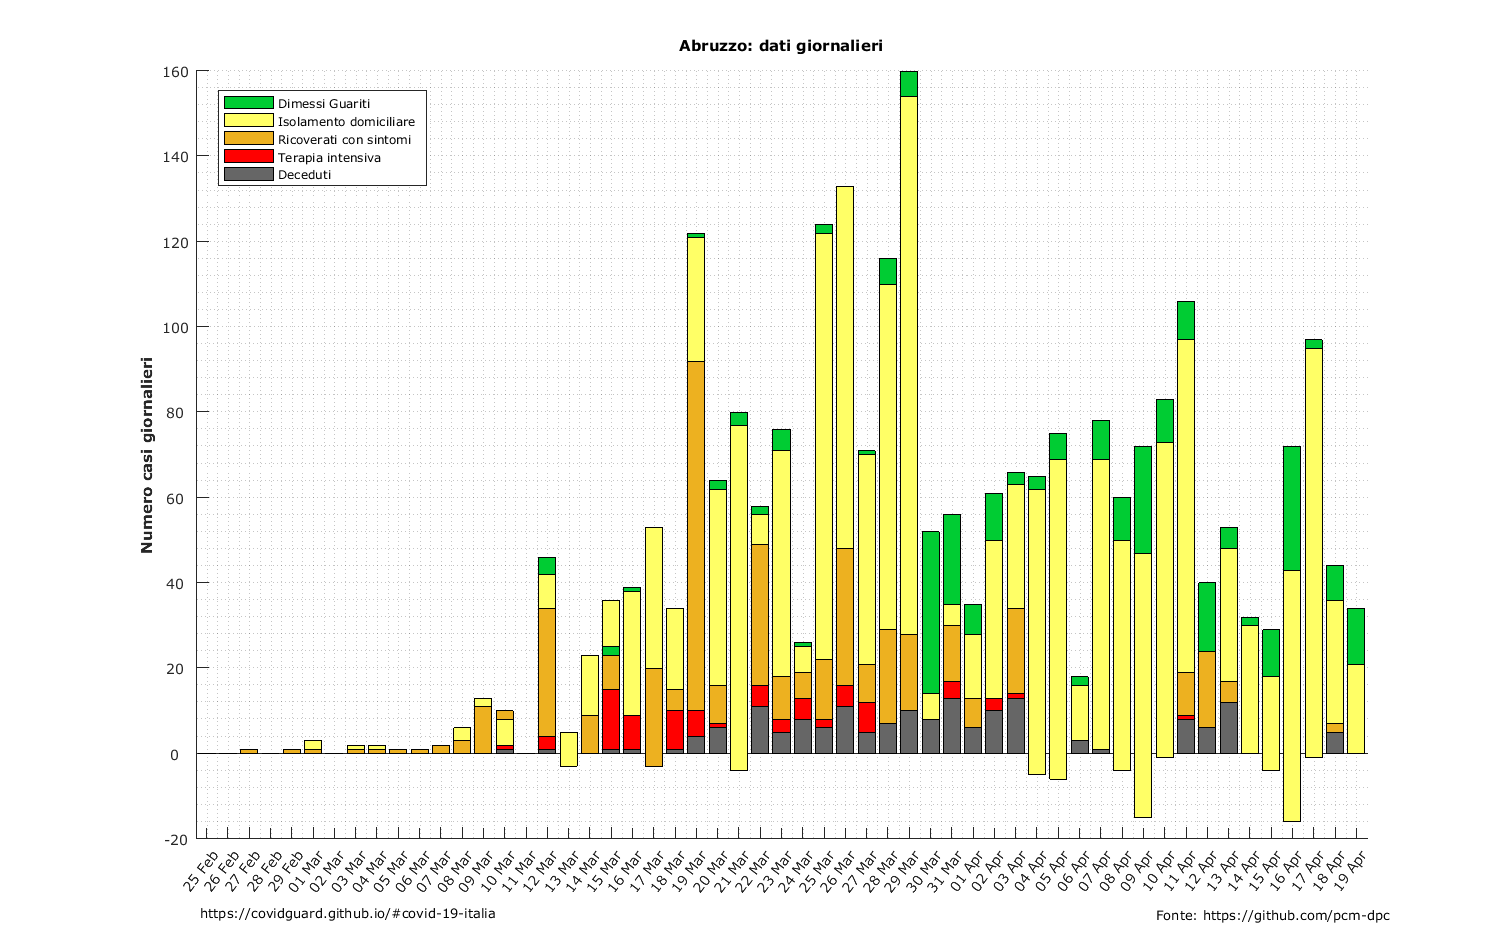 Abruzzo: dati giornalieri
160
140
120
100
80
60
40
20
0
-20
Numero casi giornalieri
Dimessi Guariti
Isolamento domiciliare
Ricoverati con sintomi
Terapia intensiva
Deceduti
25 Feb
26 Feb
27 Feb
28 Feb
29 Feb
01 Mar
02 Mar
03 Mar
04 Mar
05 Mar
06 Mar
07 Mar
08 Mar
09 Mar
10 Mar
11 Mar
12 Mar
13 Mar
14 Mar
15 Mar
16 Mar
17 Mar
18 Mar
19 Mar
20 Mar
21 Mar
22 Mar
23 Mar
24 Mar
25 Mar
26 Mar
27 Mar
28 Mar
29 Mar
30 Mar
31 Mar
01 Apr
02 Apr
03 Apr
04 Apr
05 Apr
06 Apr
07 Apr
08 Apr
09 Apr
10 Apr
11 Apr
12 Apr
13 Apr
14 Apr
15 Apr
16 Apr
17 Apr
18 Apr
19 Apr
https://covidguard.github.io/#covid-19-italia
Fonte: https://github.com/pcm-dpc